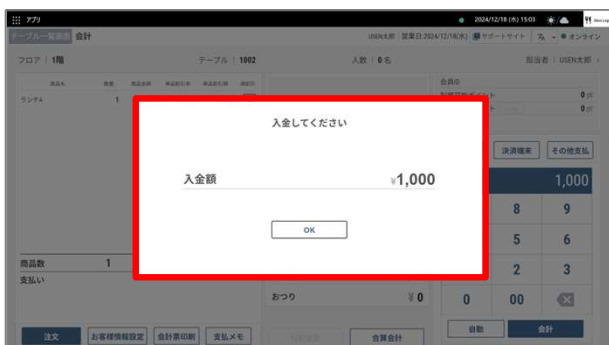 アプリ
2024/12/18 (水) 15:03
テーブル一覧画面 会計
USEN太郎 営業日:2024/12/18(水) サポートサイト オンライン
フロア | 1階
テーブル | 1002
人数 | 0 名
担当者 | USEN太郎
商品名 数量
ランチA 1
会員ID
0 pt
0 pt
入金してください
入金額 ¥1,000
OK
決済端末 その他支払
1,000
8 9
5 6
2 3
0 00
商品数 1
支払い
おつり ¥ 0
注文 お客様情報設定 会計票印刷 支払メモ
合算会計
自動 会計